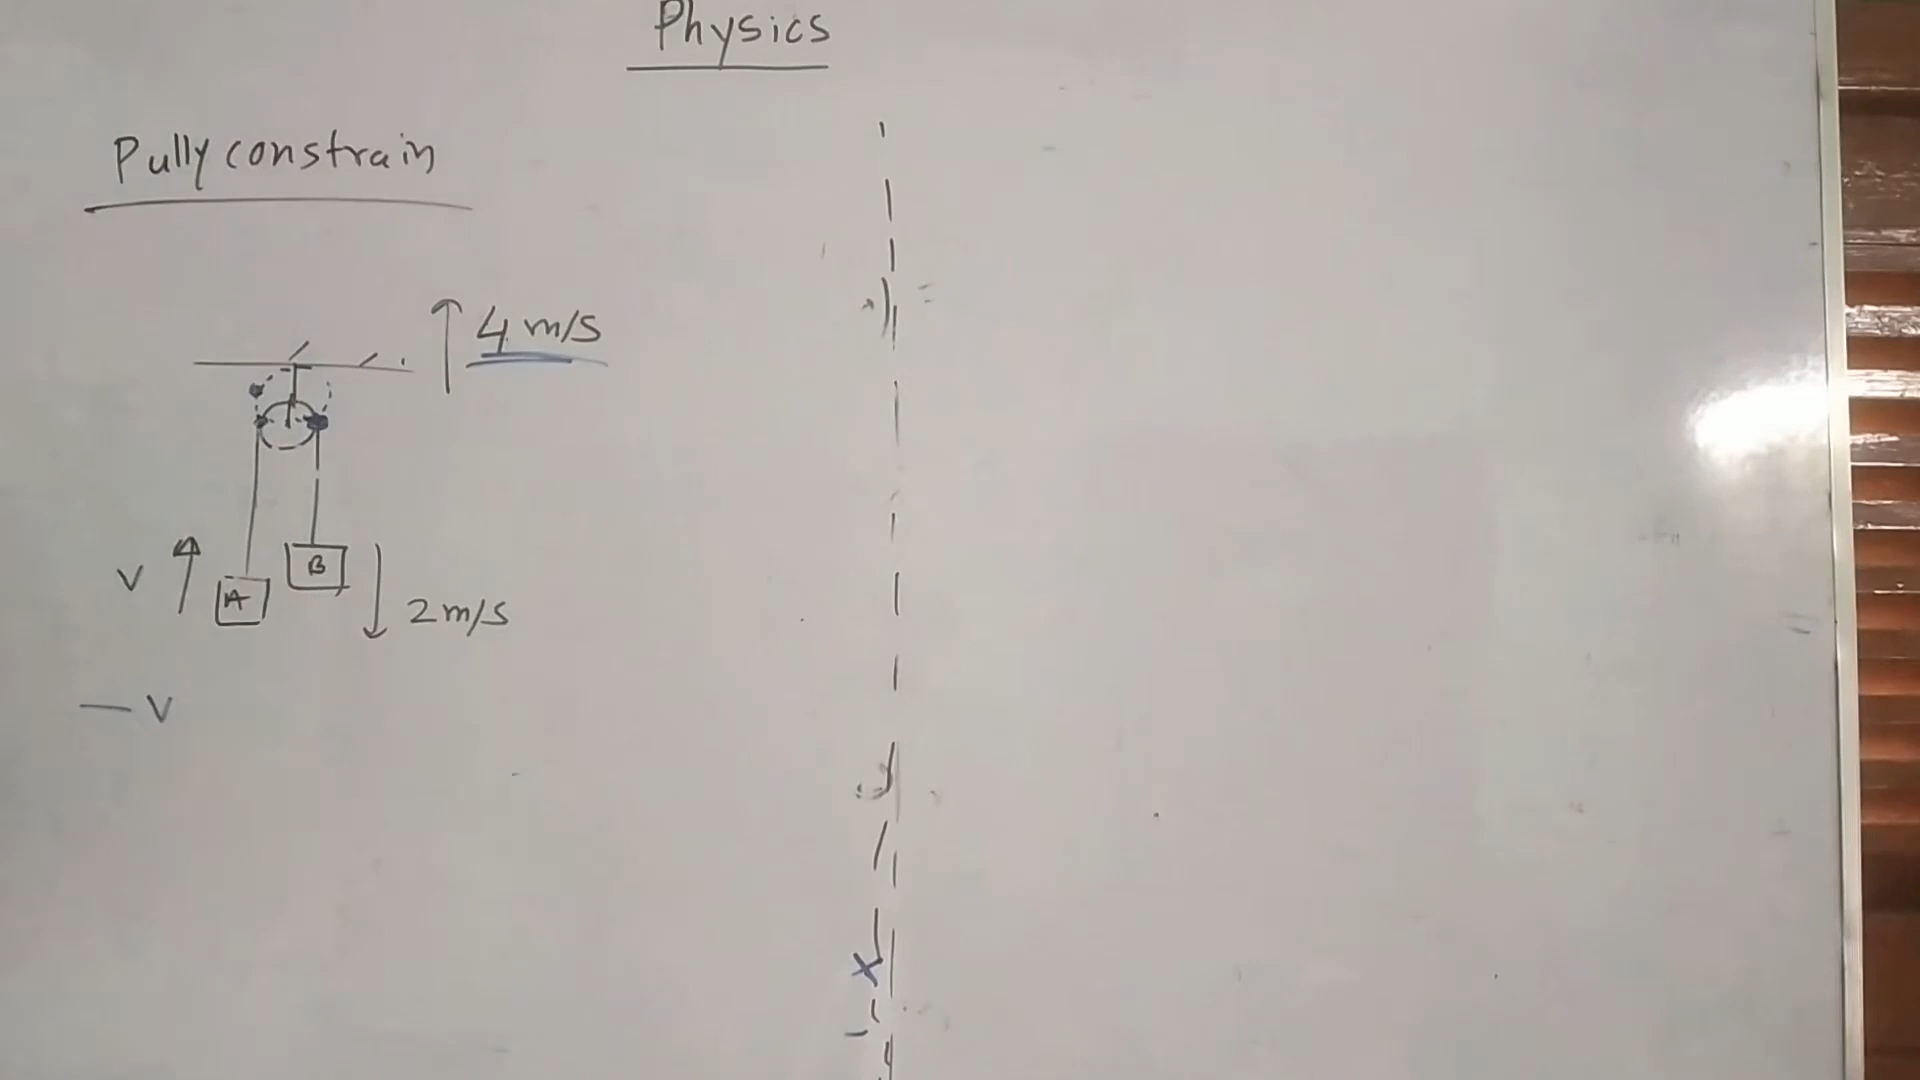 Physics
Pully constrain
4 m/s
B
V
A
2 m/s
— V